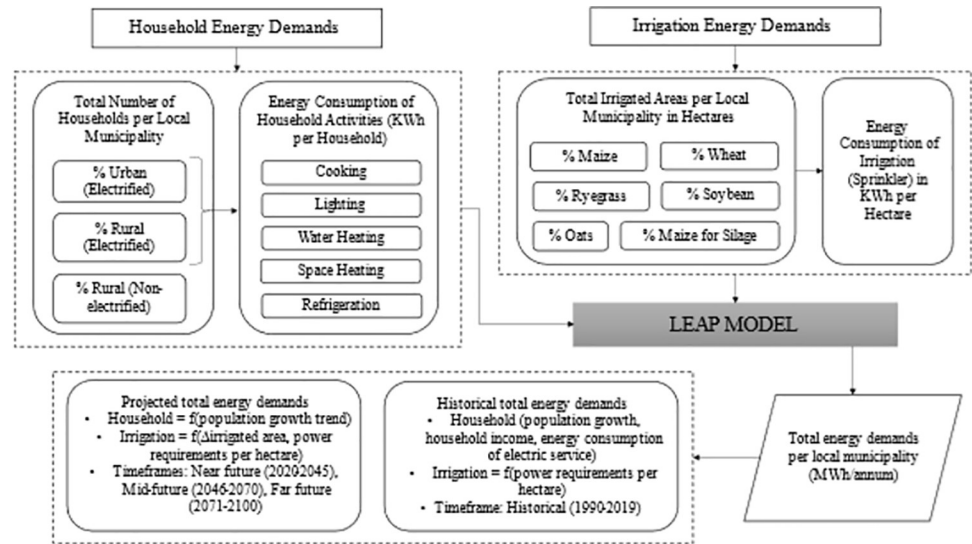 Household Energy Demands
Irrigation Energy Demands
Total Number of
Households per Local
Municipality
% Urban
(Electrified)
% Rural
(Electrified)
% Rural (Non-
electrified)
Energy Consumption of
Household Activities (KWh
per Household)
Cooking
Lighting
Water Heating
Space Heating
Refrigeration
Total Irrigated Areas per Local
Municipality in Hectares
% Maize
% Wheat
% Ryegrass
% Soybean
% Oats
% Maize for Silage
Energy
Consumption of
Irrigation
(Sprinkler) in
KWh per
Hectare
LEAP MODEL
Projected total energy demands
• Household = f(population growth trend)
• Irrigation = f(Δirrigated area, power
requirements per hectare)
• Timeframes: Near future (2020-2045),
Mid-future (2046-2070), Far future
(2071-2100)
Historical total energy demands
• Household (population growth,
household income, energy consumption
of electric service)
• Irrigation = f(power requirements per
hectare)
• Timeframe: Historical (1990-2019)
Total energy demands
per local municipality
(MWh/annum)